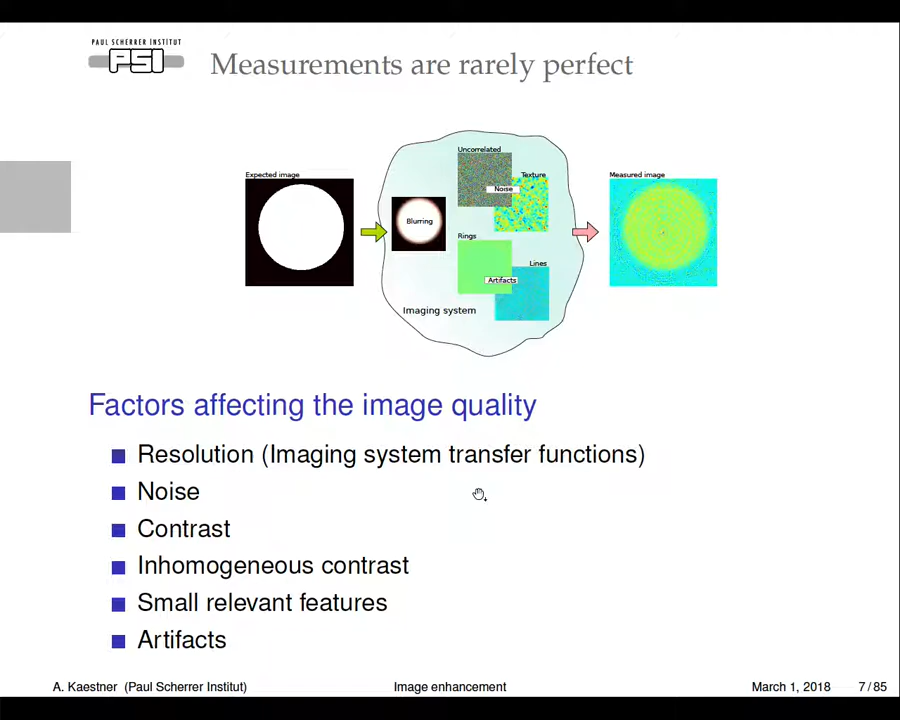 PAUL SCHERRER INSTITUT
PSI
Measurements are rarely perfect
Expected image
Blurring
Uncorrelated
Texture
Noise
Rings
Lines
Artifacts
Imaging system
Measured image
Factors affecting the image quality
Resolution (Imaging system transfer functions)
Noise
Contrast
Inhomogeneous contrast
Small relevant features
Artifacts
A. Kaestner (Paul Scherrer Institut) Image enhancement March 1, 2018 7 / 85